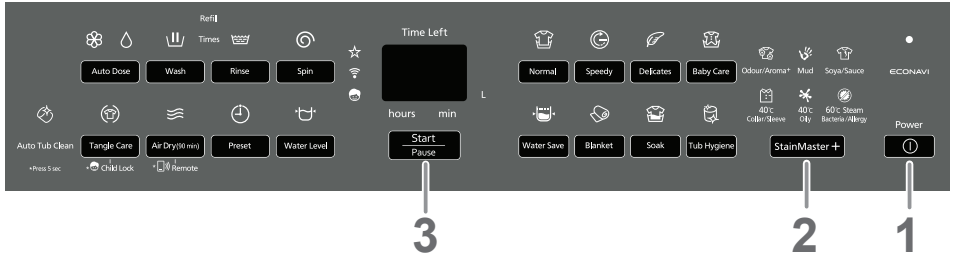 Refil
Times
Time Left
Auto Dose
Wash
Rinse
Spin
L
hours min
Normal
Speedy
Delicates
Baby Care
Odour/Aroma⁺ Mud Soya/Sauce
40℃ Collar/Sleeve
40℃ Oily
60℃ Steam Bacteria/Allergy
ECONAVI
Auto Tub Clean
*Press 5 sec
Tangle Care
Air Dry(90 min)
Preset
Water Level
* Child Lock
* Remote
Start
Pause
Water Save
Blanket
Soak
Tub Hygiene
StainMaster +
Power
3
2
1